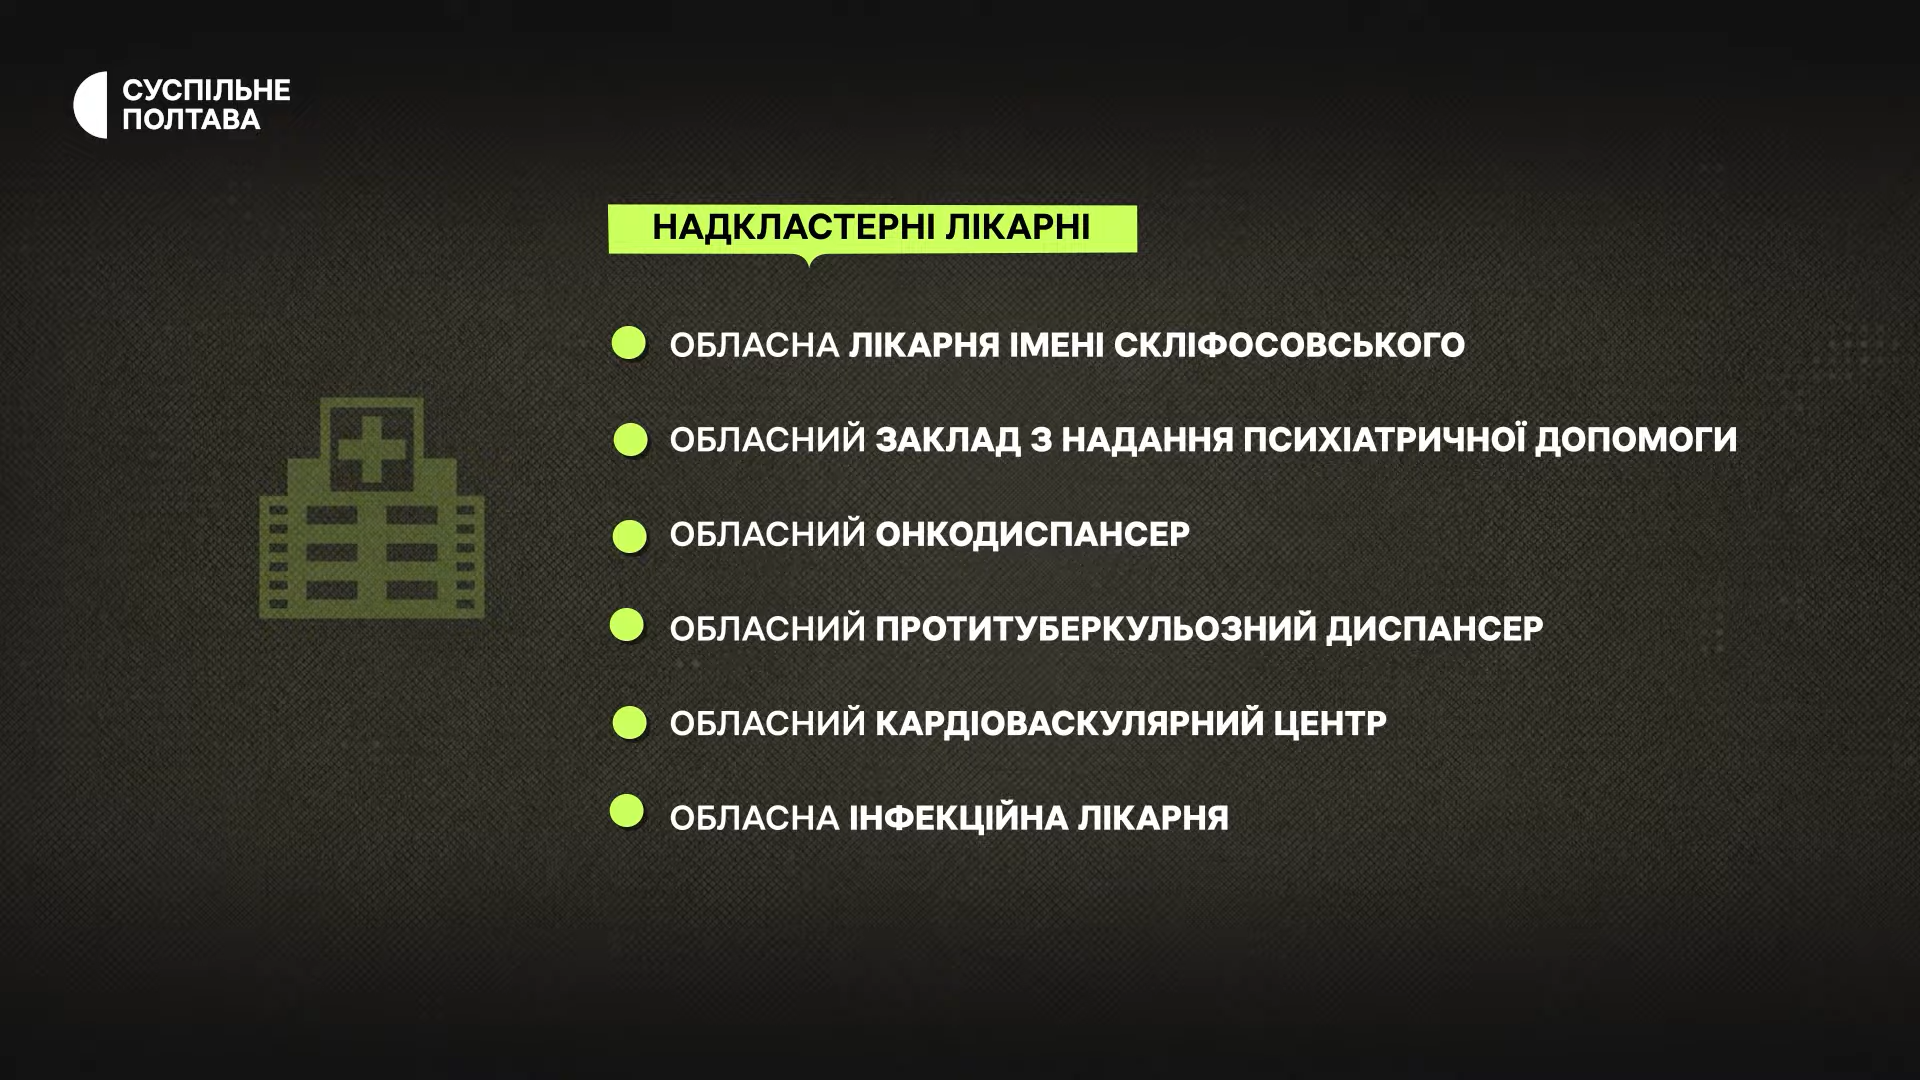 СУСПІЛЬНЕ
ПОЛТАВА
НАДКЛАСТЕРНІ ЛІКАРНІ
ОБЛАСНА ЛІКАРНЯ ІМЕНІ СКЛІФОСОВСЬКОГО
ОБЛАСНИЙ ЗАКЛАД З НАДАННЯ ПСИХІАТРИЧНОЇ ДОПОМОГИ
ОБЛАСНИЙ ОНКОДИСПАНСЕР
ОБЛАСНИЙ ПРОТИТУБЕРКУЛЬОЗНИЙ ДИСПАНСЕР
ОБЛАСНИЙ КАРДІОВАСКУЛЯРНИЙ ЦЕНТР
ОБЛАСНА ІНФЕКЦІЙНА ЛІКАРНЯ